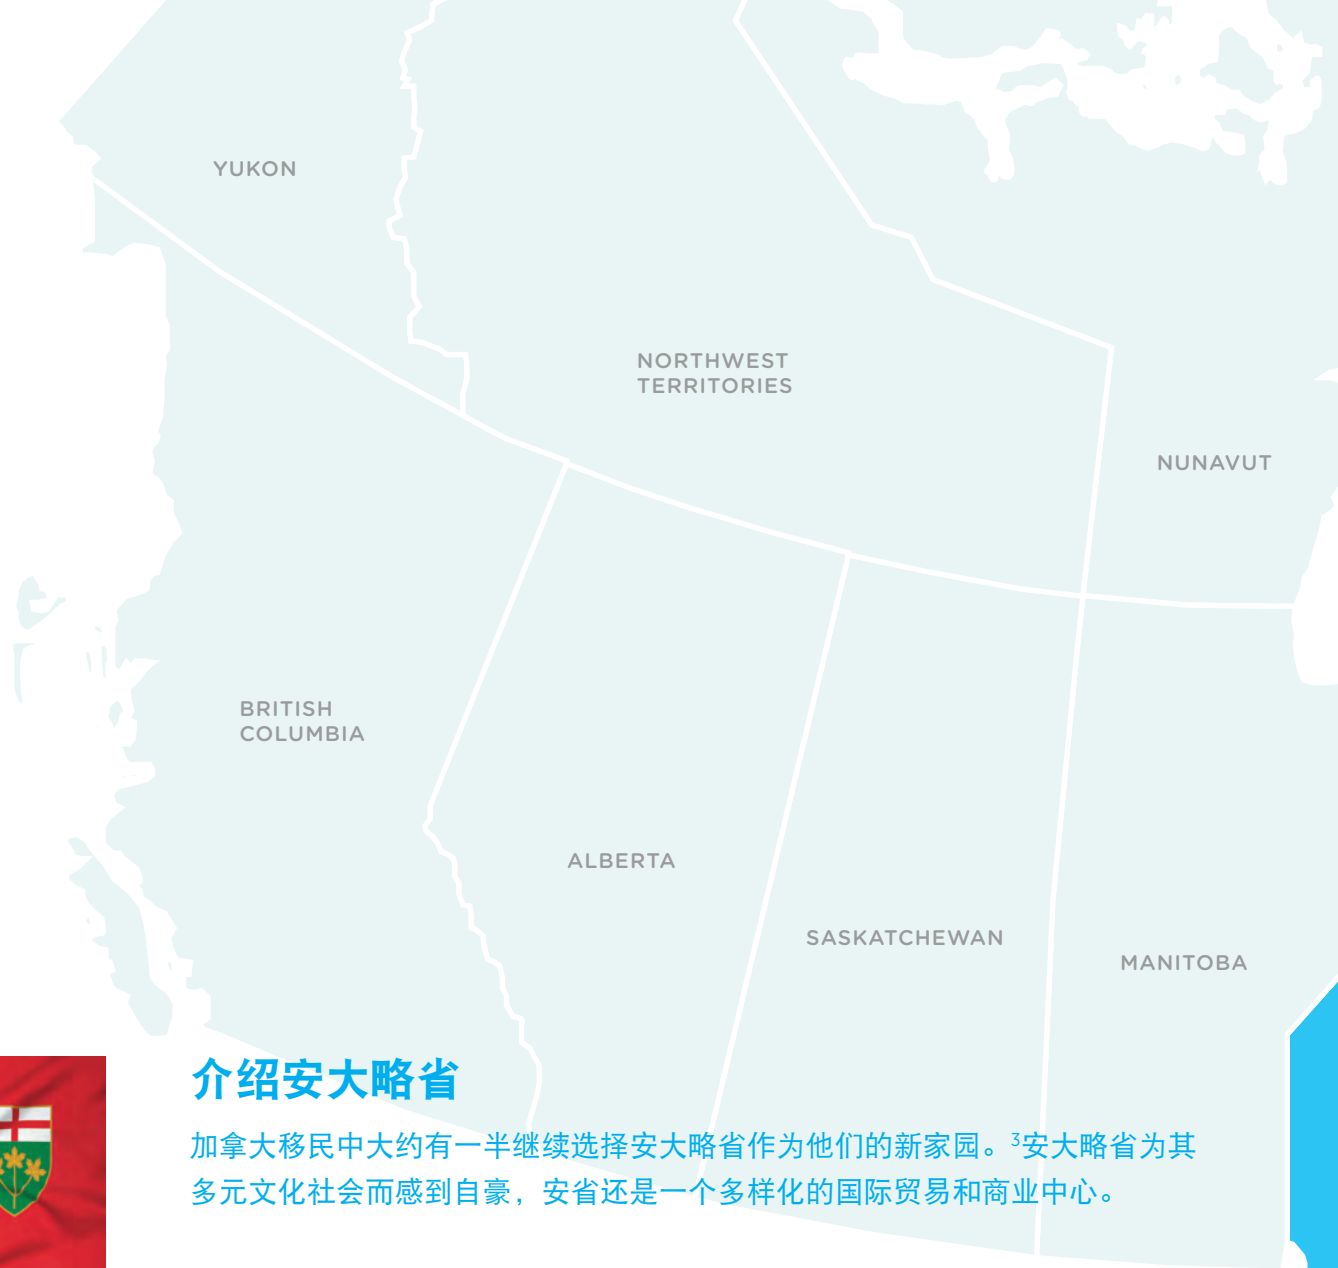 YUKON
NORTHWEST
TERRITORIES
NUNAVUT
BRITISH
COLUMBIA
ALBERTA
SASKATCHEWAN
MANITOBA
介绍安大略省
加拿大移民中大约有一半继续选择安大略省作为他们的新家园。³安大略省为其
多元文化社会而感到自豪，安省还是一个多样化的国际贸易和商业中心。